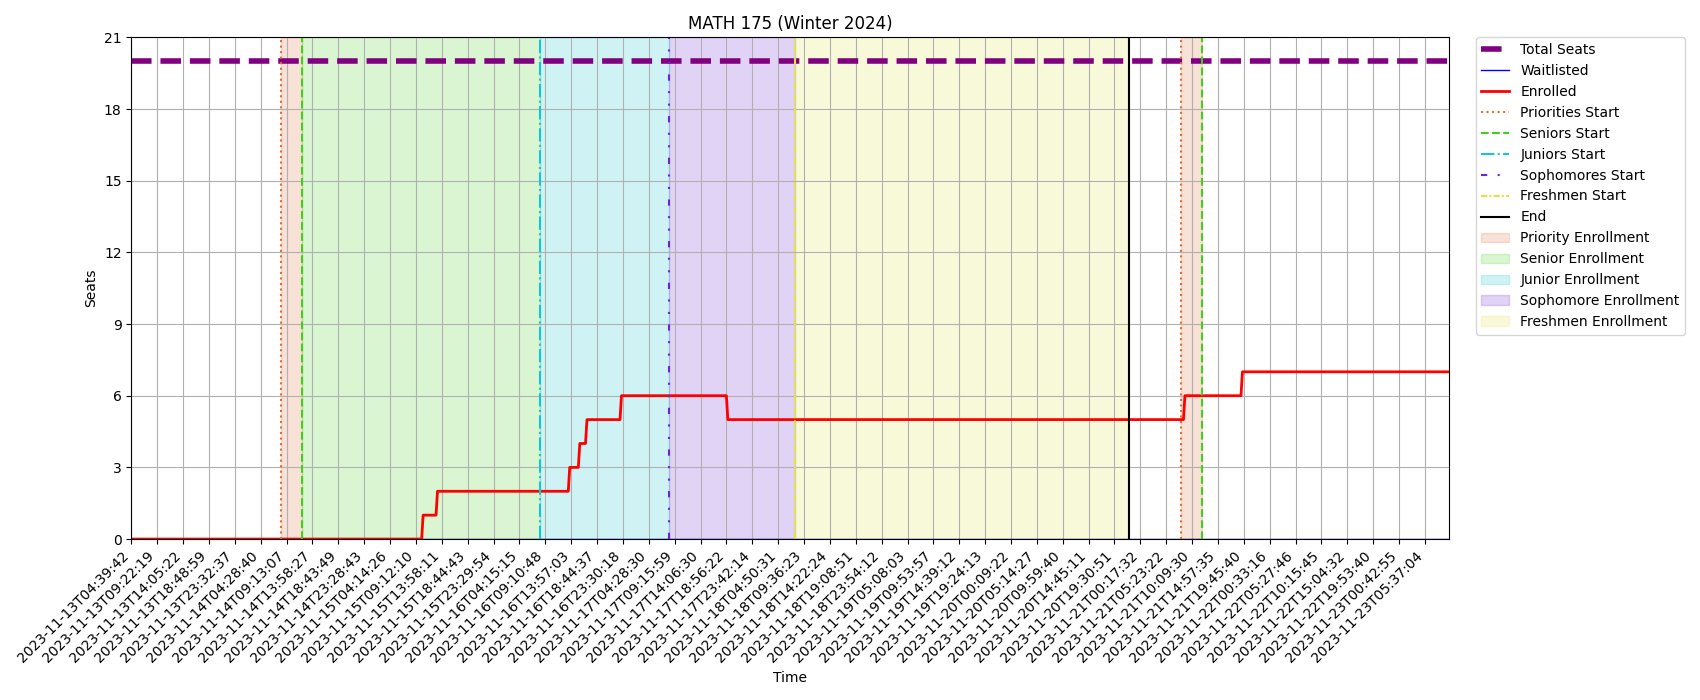 MATH 175 (Winter 2024)
21
18
15
12
9
6
3
0
Seats
2023-11-13T04:39:42
2023-11-13T09:22:19
2023-11-13T14:05:22
2023-11-13T18:48:59
2023-11-13T23:32:37
2023-11-14T04:28:40
2023-11-14T09:13:07
2023-11-14T13:58:27
2023-11-14T18:43:49
2023-11-14T23:28:43
2023-11-15T04:14:26
2023-11-15T09:12:10
2023-11-15T13:58:11
2023-11-15T18:44:43
2023-11-15T23:29:54
2023-11-16T04:15:15
2023-11-16T09:10:48
2023-11-16T13:57:03
2023-11-16T18:44:37
2023-11-16T23:30:18
2023-11-17T04:28:30
2023-11-17T09:15:59
2023-11-17T14:06:30
2023-11-17T18:56:22
2023-11-17T23:42:14
2023-11-18T04:50:31
2023-11-18T09:36:23
2023-11-18T14:22:24
2023-11-18T19:08:51
2023-11-18T23:54:12
2023-11-19T05:08:03
2023-11-19T09:53:57
2023-11-19T14:39:12
2023-11-19T19:24:13
2023-11-20T00:09:22
2023-11-20T05:14:27
2023-11-20T09:59:40
2023-11-20T14:45:11
2023-11-20T19:30:51
2023-11-21T00:17:32
2023-11-21T05:23:22
2023-11-21T10:09:30
2023-11-21T14:57:35
2023-11-21T19:45:40
2023-11-22T00:33:16
2023-11-22T05:27:46
2023-11-22T10:15:45
2023-11-22T15:04:32
2023-11-22T19:53:40
2023-11-23T00:42:55
2023-11-23T05:37:04
Time
Total Seats
Waitlisted
Enrolled
Priorities Start
Seniors Start
Juniors Start
Sophomores Start
Freshmen Start
End
Priority Enrollment
Senior Enrollment
Junior Enrollment
Sophomore Enrollment
Freshmen Enrollment